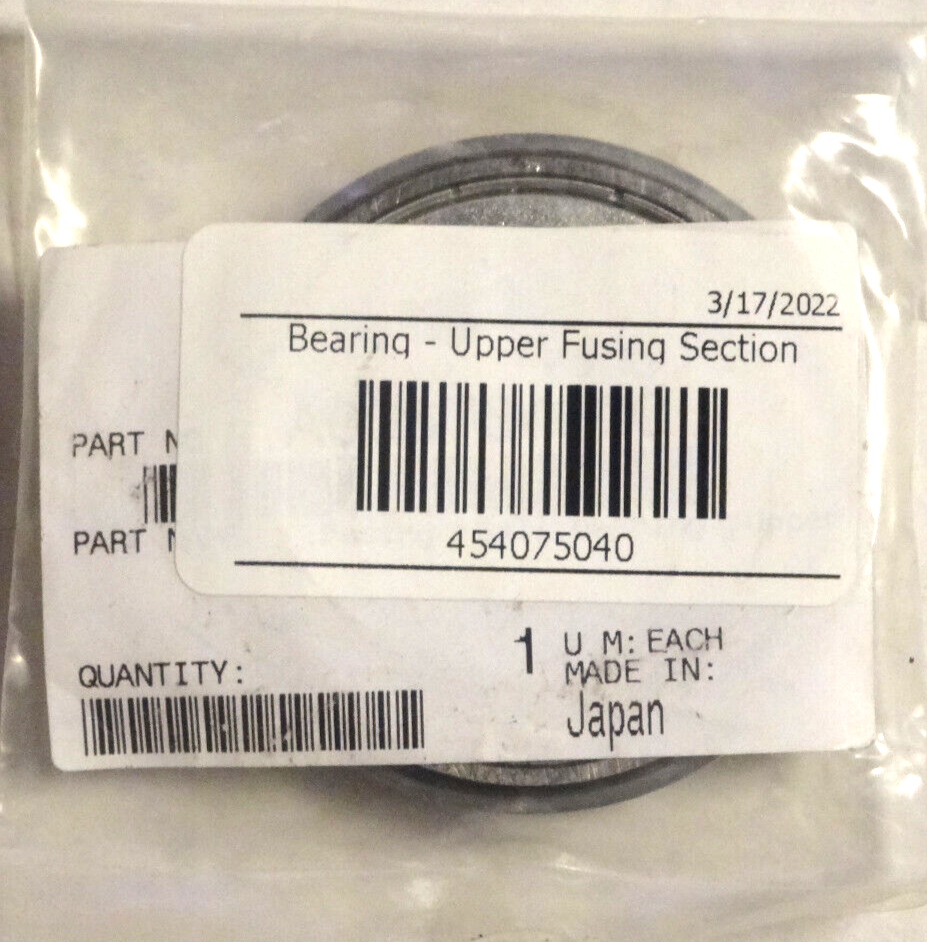 3/17/2022
Bearing - Upper Fusing Section
PART N
454075040
PART N
1 U M: EACH
QUANTITY:
MADE IN:
Japan